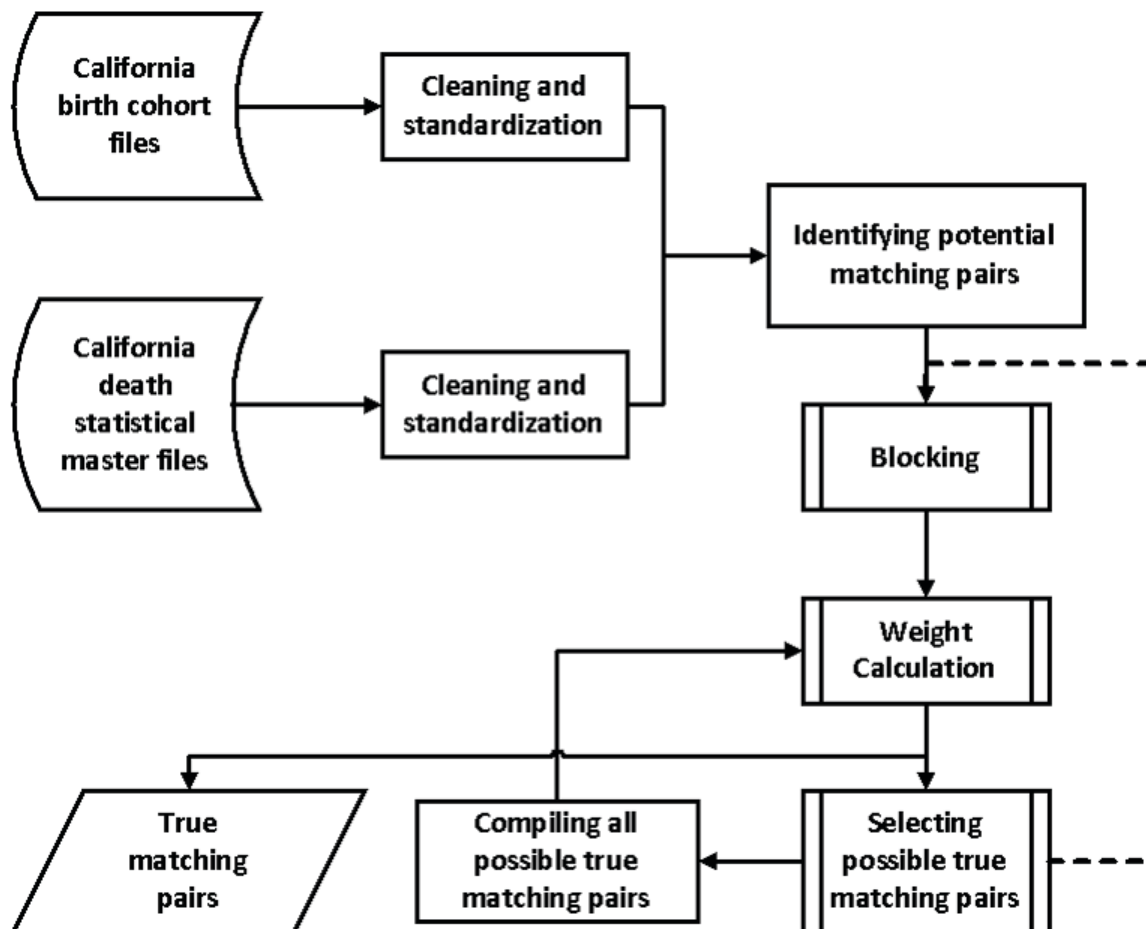 California
birth cohort
files
Cleaning and
standardization
Identifying potential
matching pairs
California
death
statistical
master files
Cleaning and
standardization
Blocking
Weight
Calculation
True
matching
pairs
Compiling all
possible true
matching pairs
Selecting
possible true
matching pairs